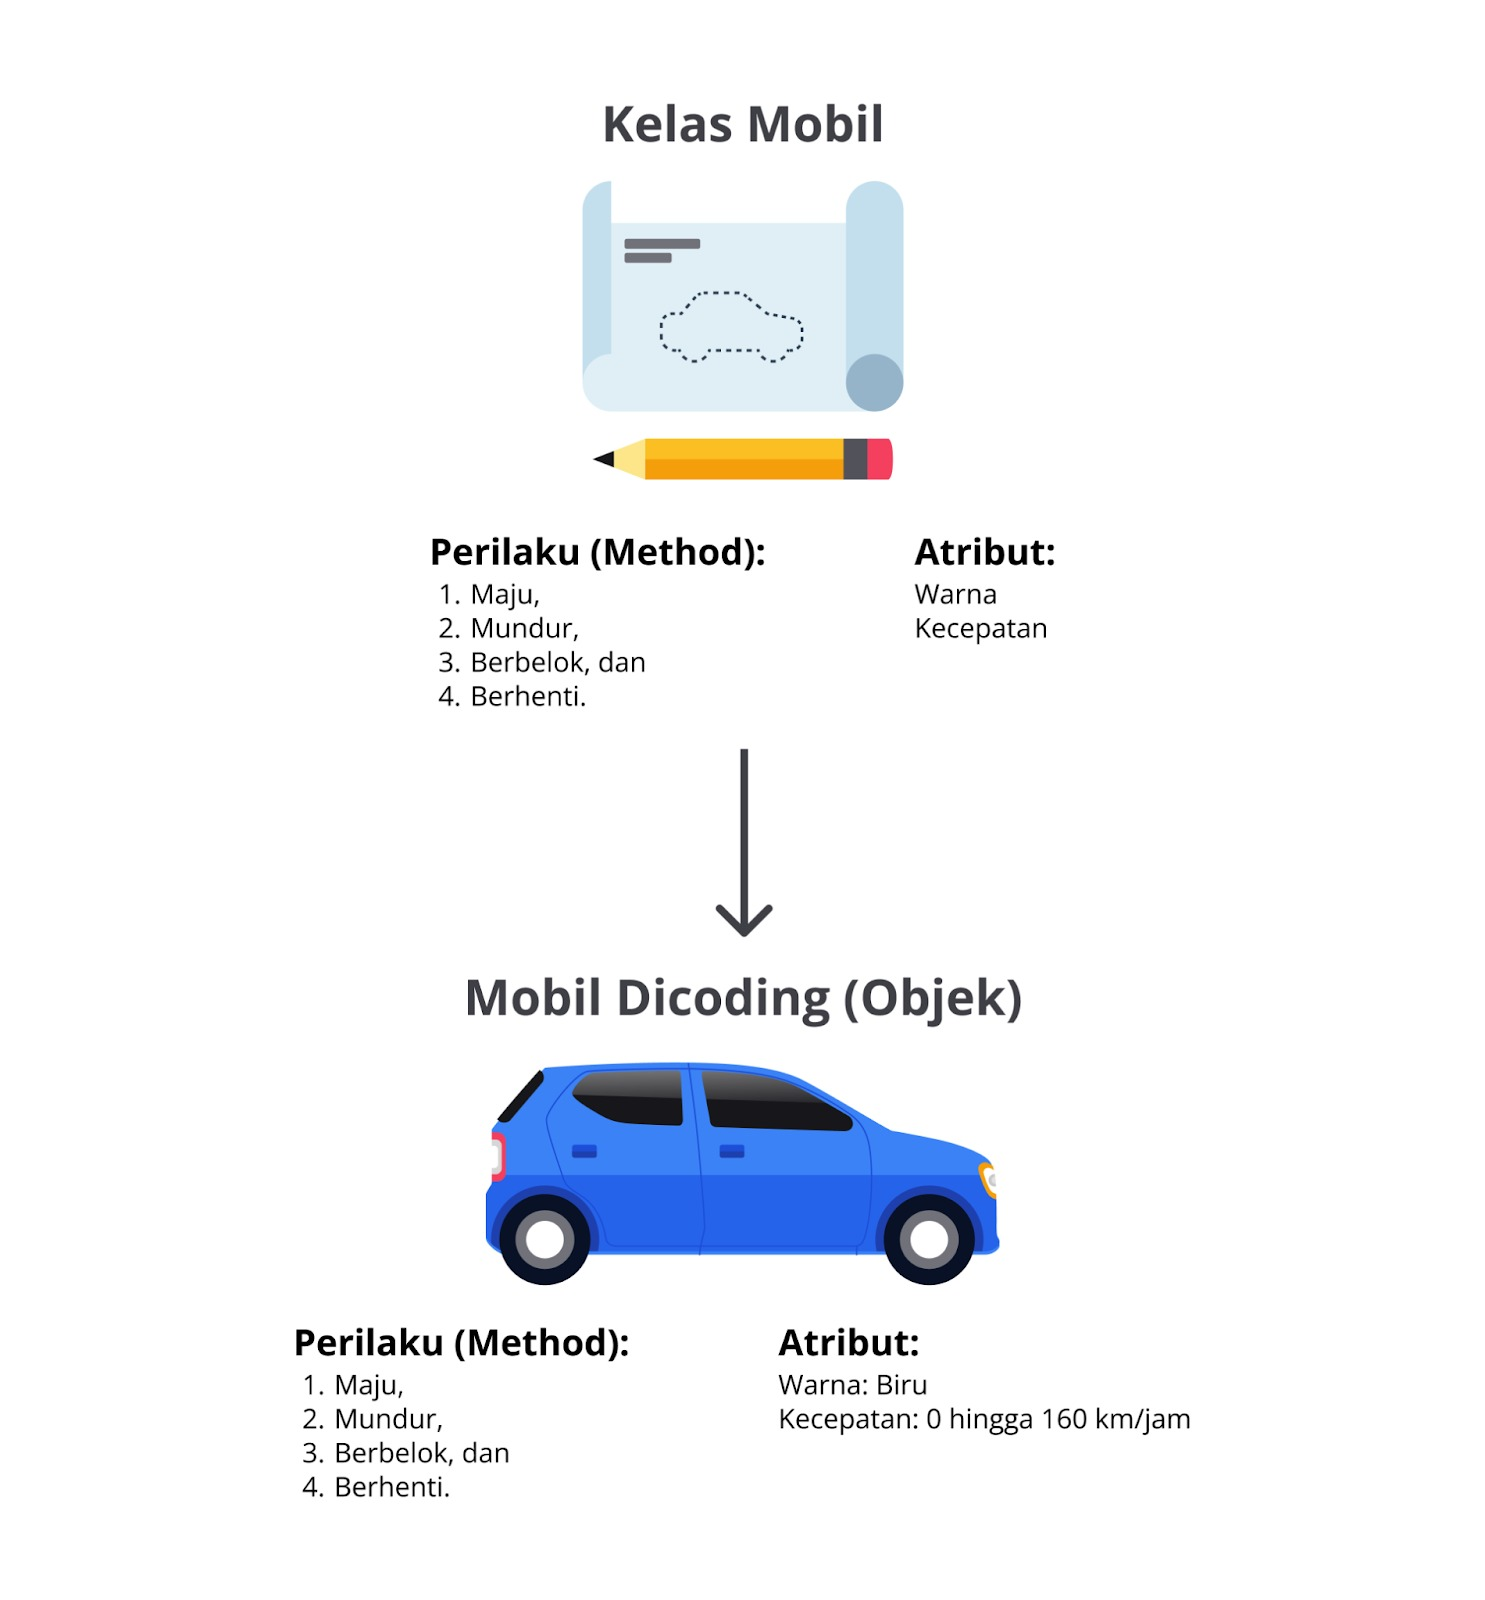 Kelas Mobil
Perilaku (Method):
1. Maju,
2. Mundur,
3. Berbelok, dan
4. Berhenti.
Atribut:
Warna
Kecepatan
Mobil Dicoding (Objek)
Perilaku (Method):
1. Maju,
2. Mundur,
3. Berbelok, dan
4. Berhenti.
Atribut:
Warna: Biru
Kecepatan: 0 hingga 160 km/jam